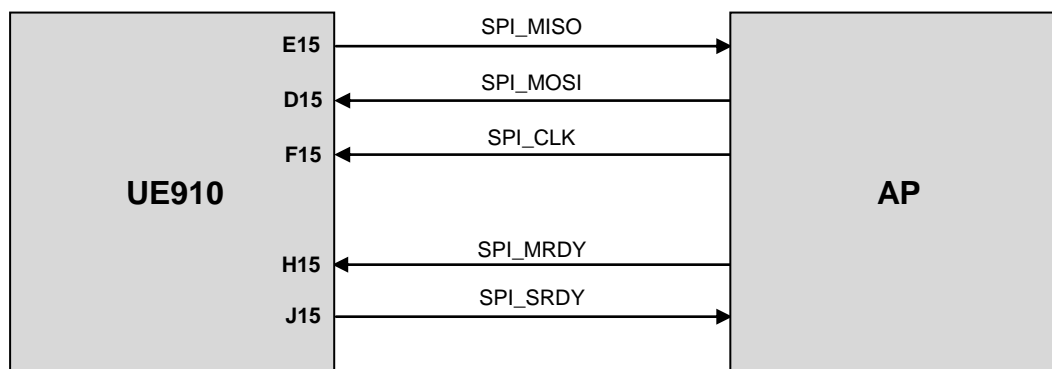 E15 SPI_MISO
D15 SPI_MOSI
F15 SPI_CLK
UE910 AP
H15 SPI_MRDY
J15 SPI_SRDY